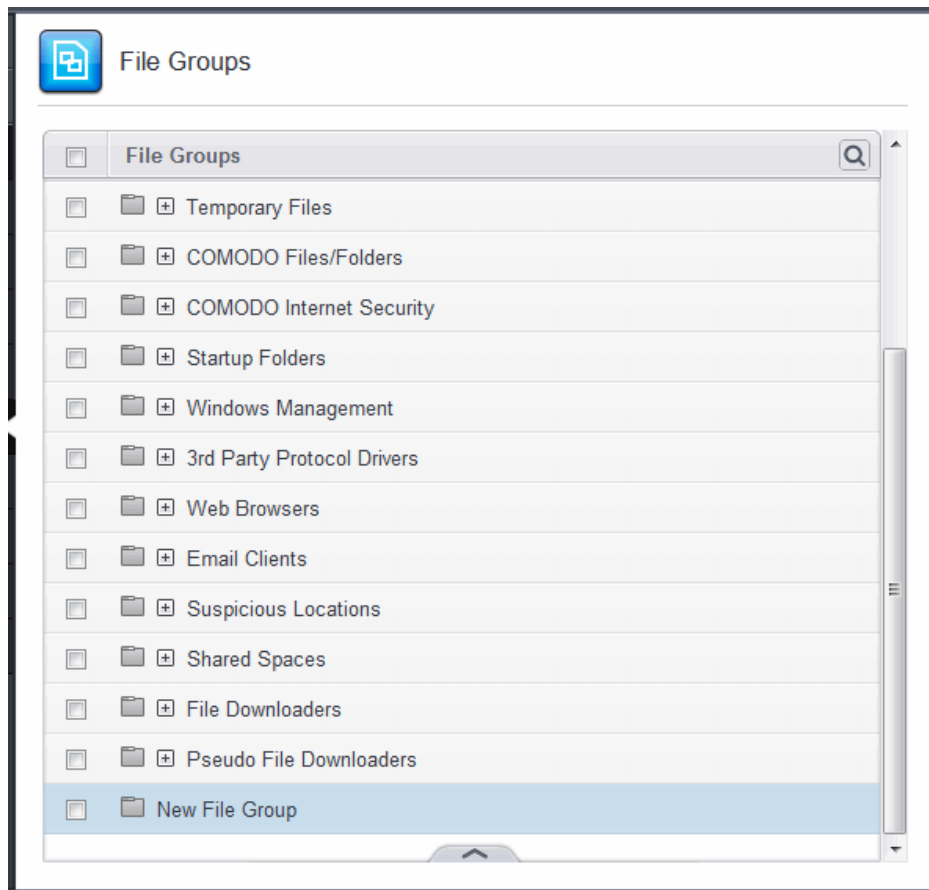 File Groups
File Groups
Temporary Files
COMODO Files/Folders
COMODO Internet Security
Startup Folders
Windows Management
3rd Party Protocol Drivers
Web Browsers
Email Clients
Suspicious Locations
Shared Spaces
File Downloaders
Pseudo File Downloaders
New File Group